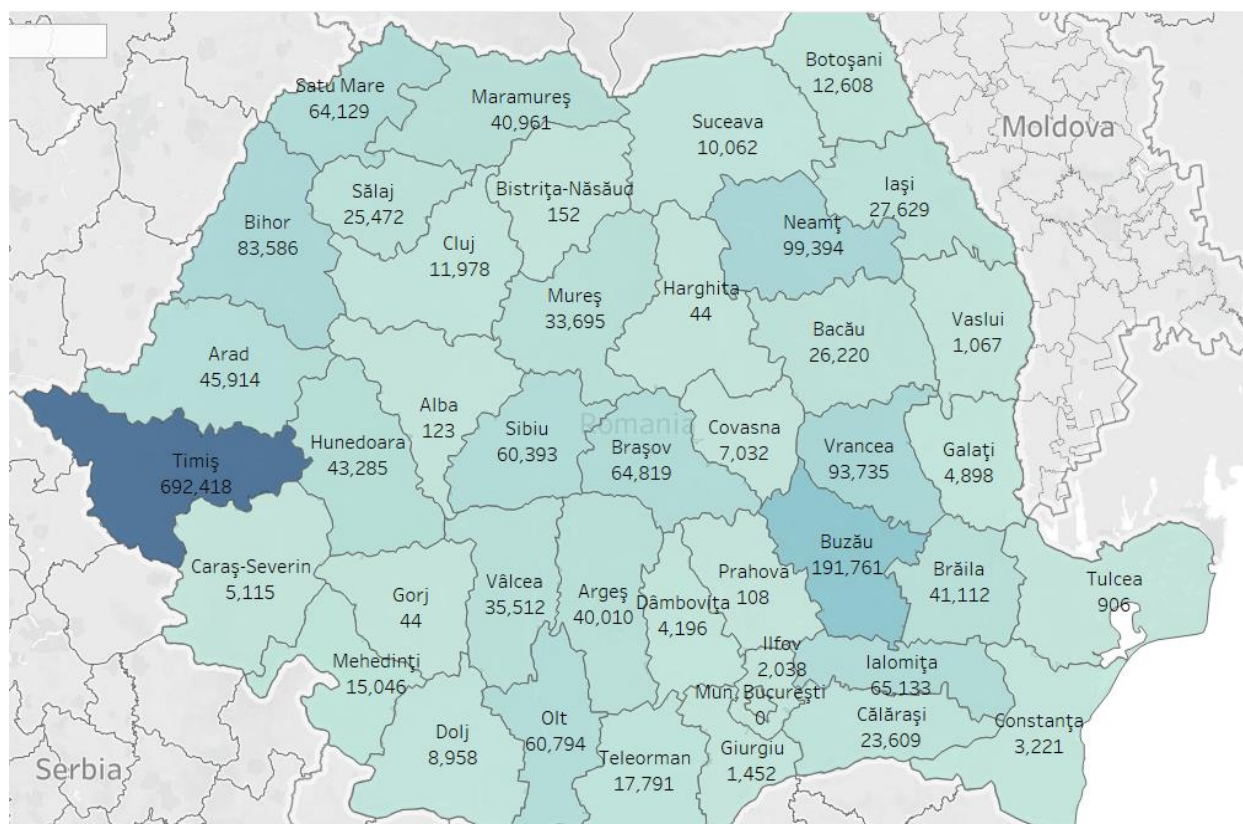 Botoşani
12,608
Satu Mare
64,129
Maramureş
40,961
Suceava
10,062
Moldova
Bistriţa-Năsăud
152
Sălaj
25,472
Iaşi
27,629
Bihor
83,586
Neamţ
99,394
Cluj
11,978
Mureş
33,695
Harghita
44
Bacău
26,220
Vaslui
1,067
Arad
45,914
Alba
123
Sibiu
60,393
Romania
Braşov
64,819
Covasna
7,032
Vrancea
93,735
Galaţi
4,898
Hunedoara
43,285
Timiş
692,418
Buzău
191,761
Caraş-Severin
5,115
Gorj
44
Vâlcea
35,512
Argeş
40,010
Dâmboviţa
4,196
Prahova
108
Brăila
41,112
Tulcea
906
Ilfov
2,038
Mehedinţi
15,046
Ialomiţa
65,133
Mun. Bucureşti
0
Călăraşi
23,609
Constanţa
3,221
Dolj
8,958
Olt
60,794
Teleorman
17,791
Giurgiu
1,452
Serbia